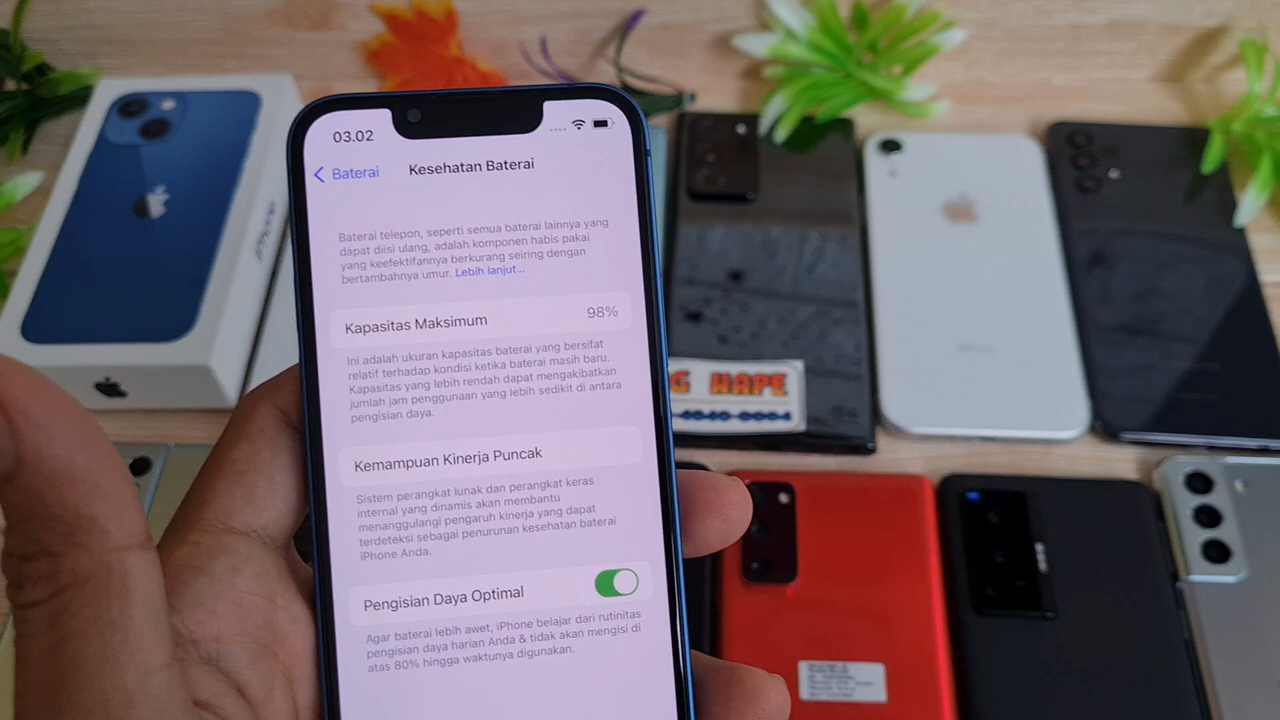 03.02
Baterai
Kesehatan Baterai
Baterai telepon, seperti semua baterai lainnya yang
dapat diisi ulang, adalah komponen habis pakai
yang keefektifannya berkurang seiring dengan
bertambahnya umur. Lebih lanjut...
Kapasitas Maksimum 98%
Ini adalah ukuran kapasitas baterai yang bersifat
relatif terhadap kondisi ketika baterai masih baru.
Kapasitas yang lebih rendah dapat mengakibatkan
jumlah jam penggunaan yang lebih sedikit di antara
pengisian daya.
Kemampuan Kinerja Puncak
Sistem perangkat lunak dan perangkat keras
internal yang dinamis akan membantu
menanggulangi pengaruh kinerja yang dapat
terdeteksi sebagai penurunan kesehatan baterai
iPhone Anda.
Pengisian Daya Optimal
Agar baterai lebih awet, iPhone belajar dari rutinitas
pengisian daya harian Anda & tidak akan mengisi di
atas 80% hingga waktunya digunakan.
iPhone
G HAPE